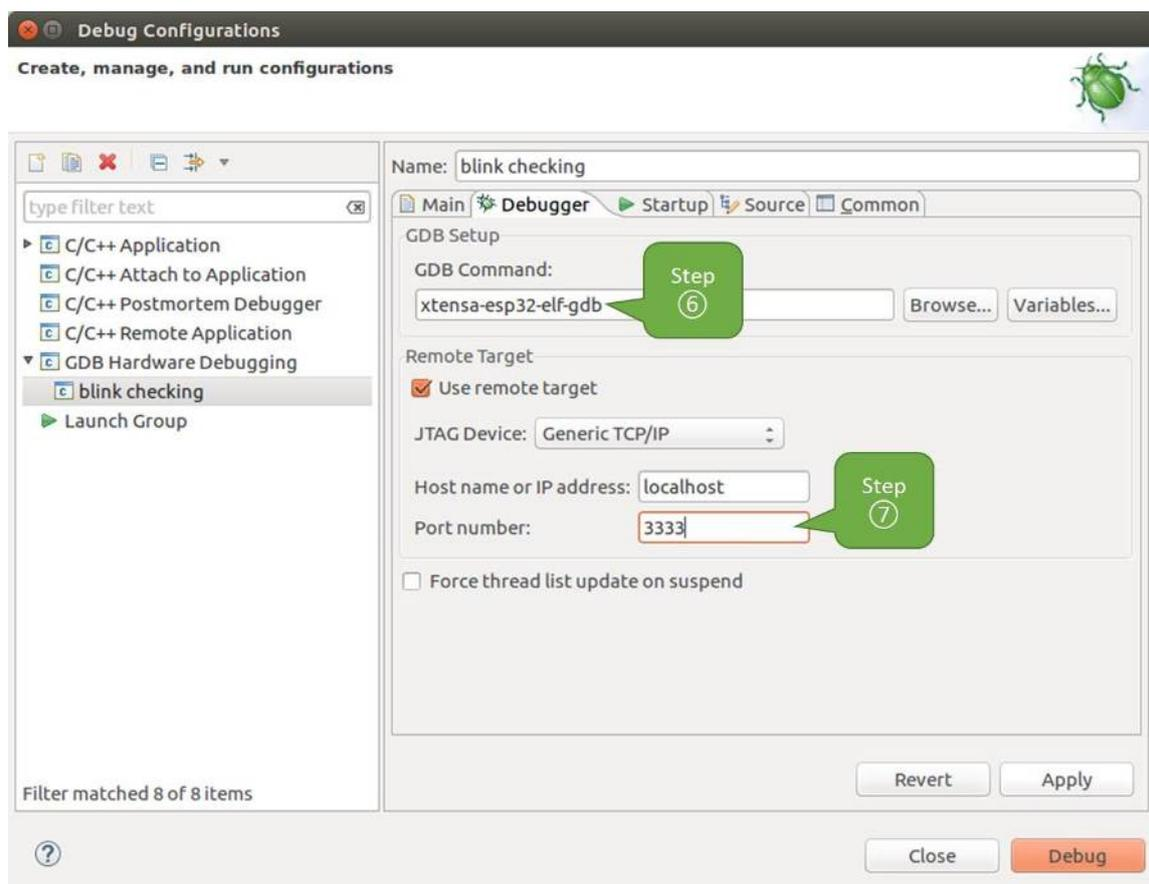 Debug Configurations
Create, manage, and run configurations
type filter text
C/C++ Application
C/C++ Attach to Application
C/C++ Postmortem Debugger
C/C++ Remote Application
GDB Hardware Debugging
blink checking
Launch Group
Filter matched 8 of 8 items
Name: blink checking
Main Debugger Startup Source Common
GDB Setup
GDB Command:
xtensa-esp32-elf-gdb
Browse... Variables...
Step
⑥
Remote Target
Use remote target
JTAG Device: Generic TCP/IP
Host name or IP address: localhost
Port number: 3333
Step
⑦
Force thread list update on suspend
Revert Apply
? Close Debug